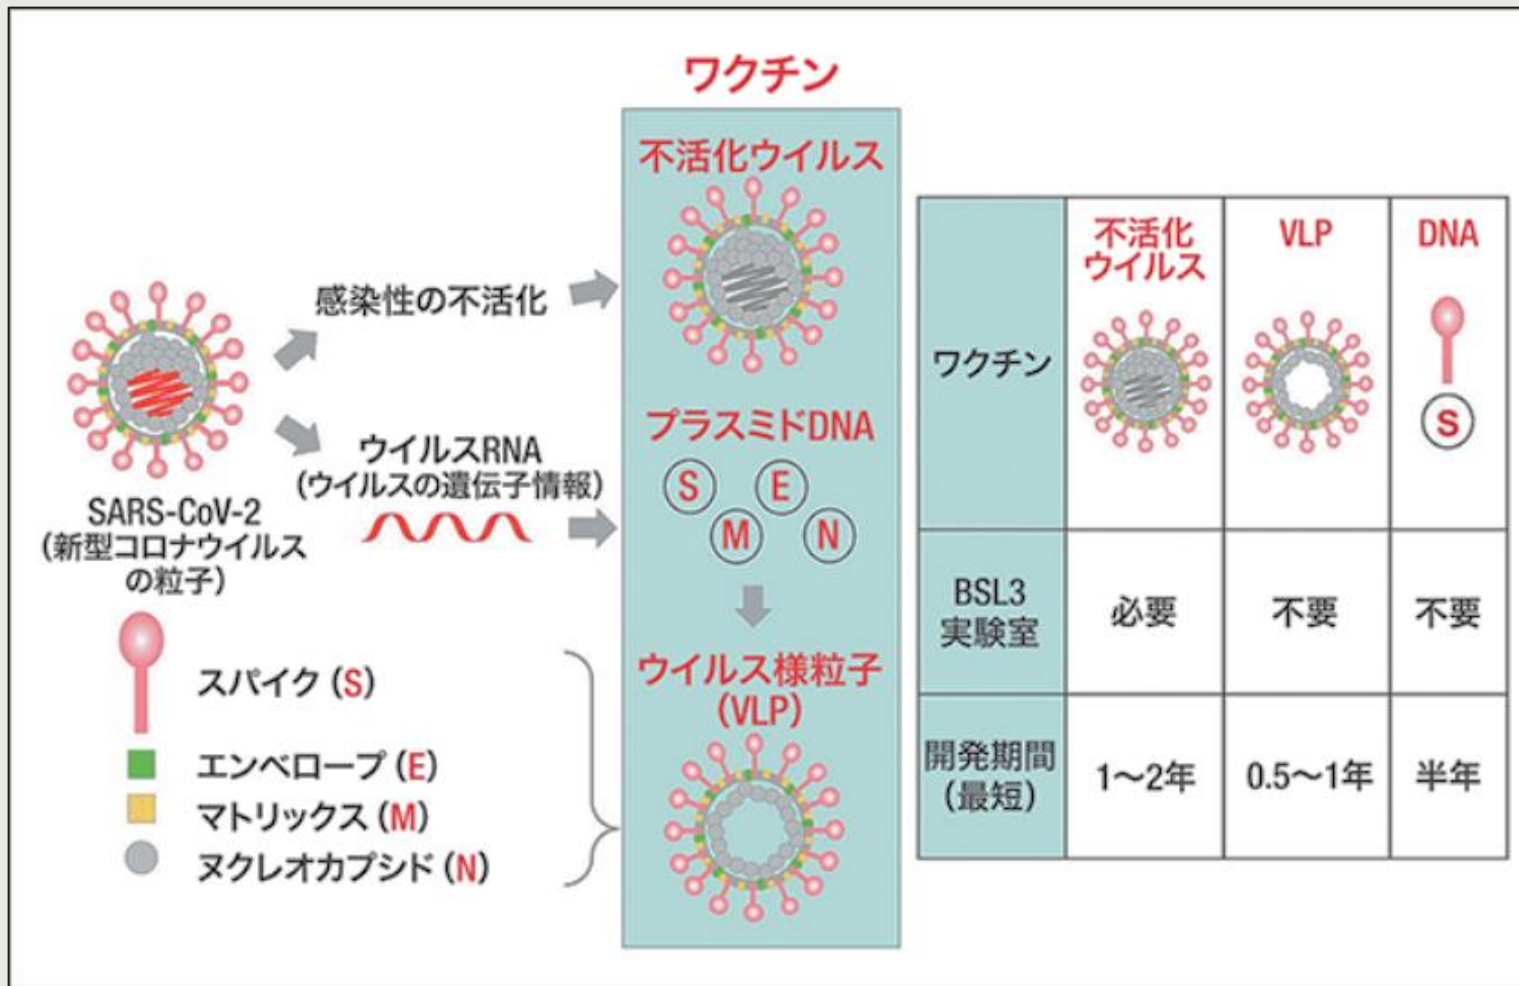 ワクチン
不活化ウイルス
感染性の不活化
SARS-CoV-2
(新型コロナウイルス
の粒子)
ウイルスRNA
(ウイルスの遺伝子情報)
プラスミドDNA
S E
M N
ウイルス様粒子
(VLP)
スパイク(S)
エンベロープ(E)
マトリックス(M)
ヌクレオカプシド(N)
ワクチン
不活化
ウイルス
VLP
DNA
S
BSL3
実験室
必要
不要
不要
開発期間
(最短)
1〜2年
0.5〜1年
半年